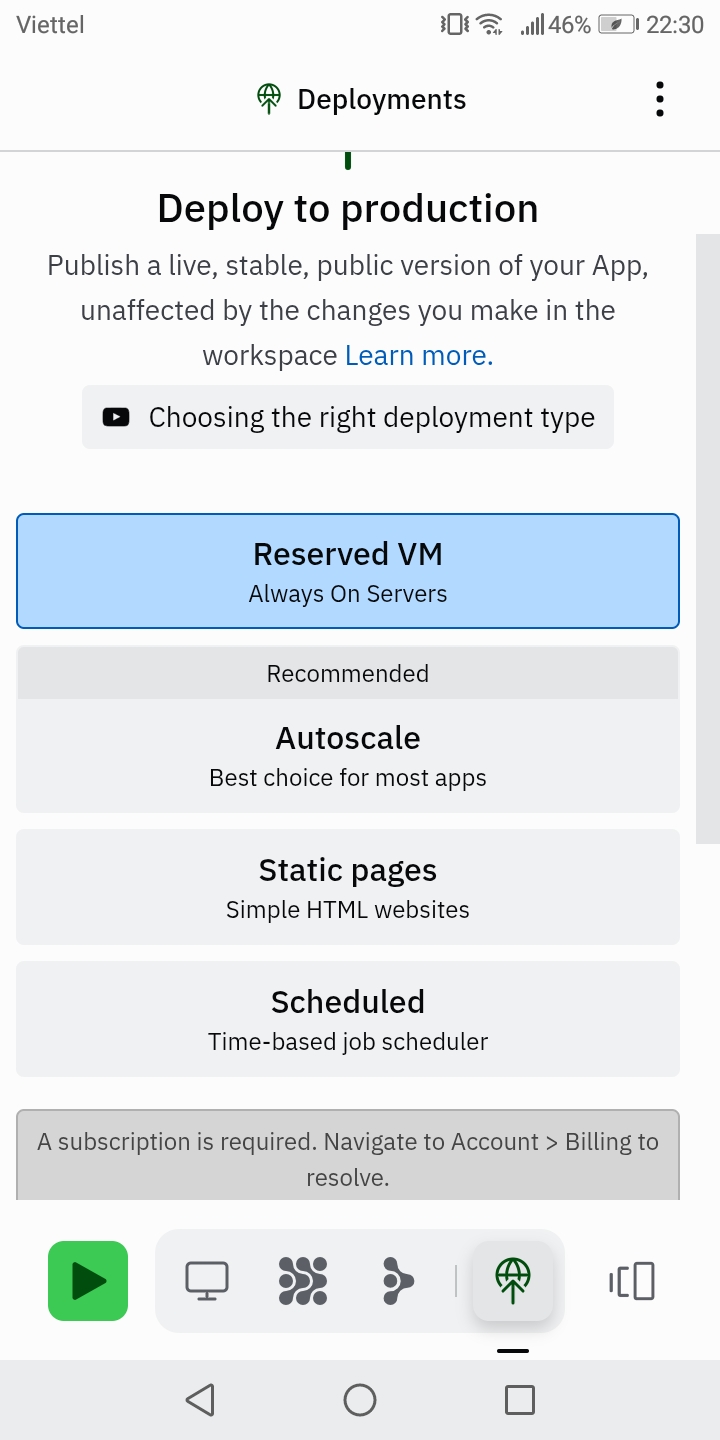 Viettel 46% 22:30
Deployments
Deploy to production
Publish a live, stable, public version of your App,
unaffected by the changes you make in the
workspace Learn more.
Choosing the right deployment type
Reserved VM
Always On Servers
Recommended
Autoscale
Best choice for most apps
Static pages
Simple HTML websites
Scheduled
Time-based job scheduler
A subscription is required. Navigate to Account > Billing to
resolve.